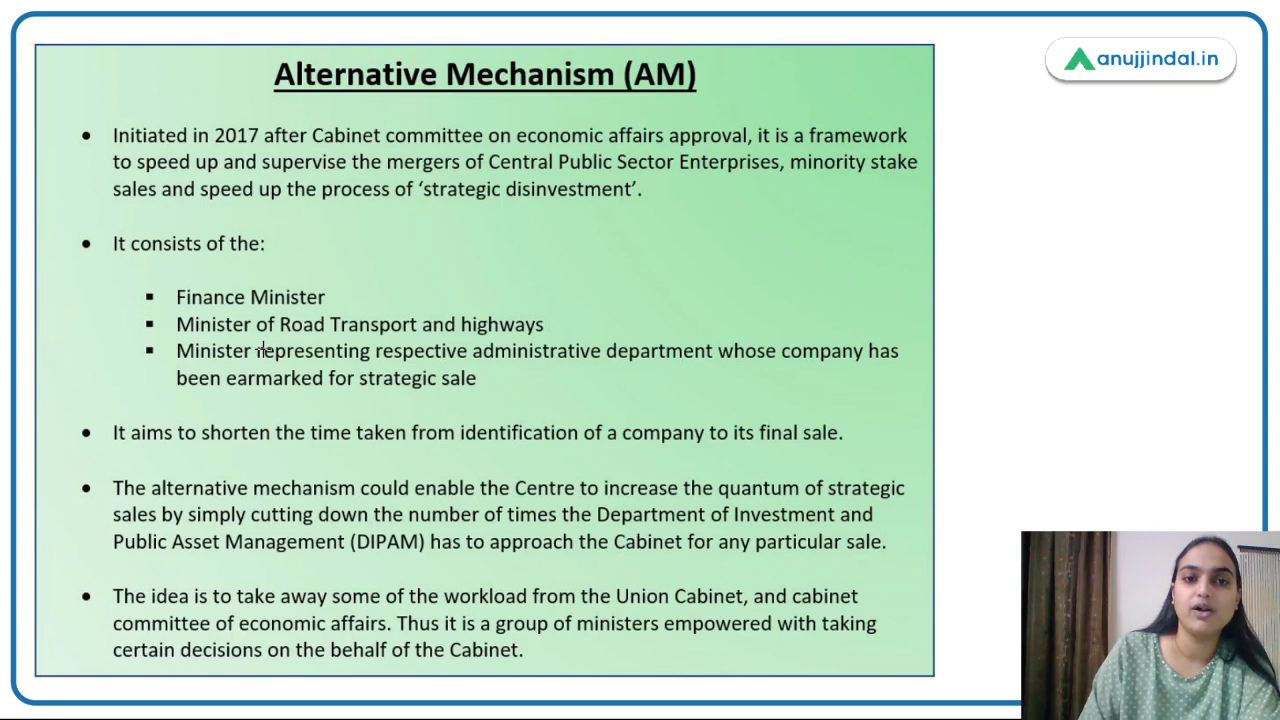 Alternative Mechanism (AM)
anujjindal.in
• Initiated in 2017 after Cabinet committee on economic affairs approval, it is a framework
to speed up and supervise the mergers of Central Public Sector Enterprises, minority stake
sales and speed up the process of ‘strategic disinvestment’.
• It consists of the:
▪ Finance Minister
▪ Minister of Road Transport and highways
▪ Minister representing respective administrative department whose company has
been earmarked for strategic sale
• It aims to shorten the time taken from identification of a company to its final sale.
• The alternative mechanism could enable the Centre to increase the quantum of strategic
sales by simply cutting down the number of times the Department of Investment and
Public Asset Management (DIPAM) has to approach the Cabinet for any particular sale.
• The idea is to take away some of the workload from the Union Cabinet, and cabinet
committee of economic affairs. Thus it is a group of ministers empowered with taking
certain decisions on the behalf of the Cabinet.